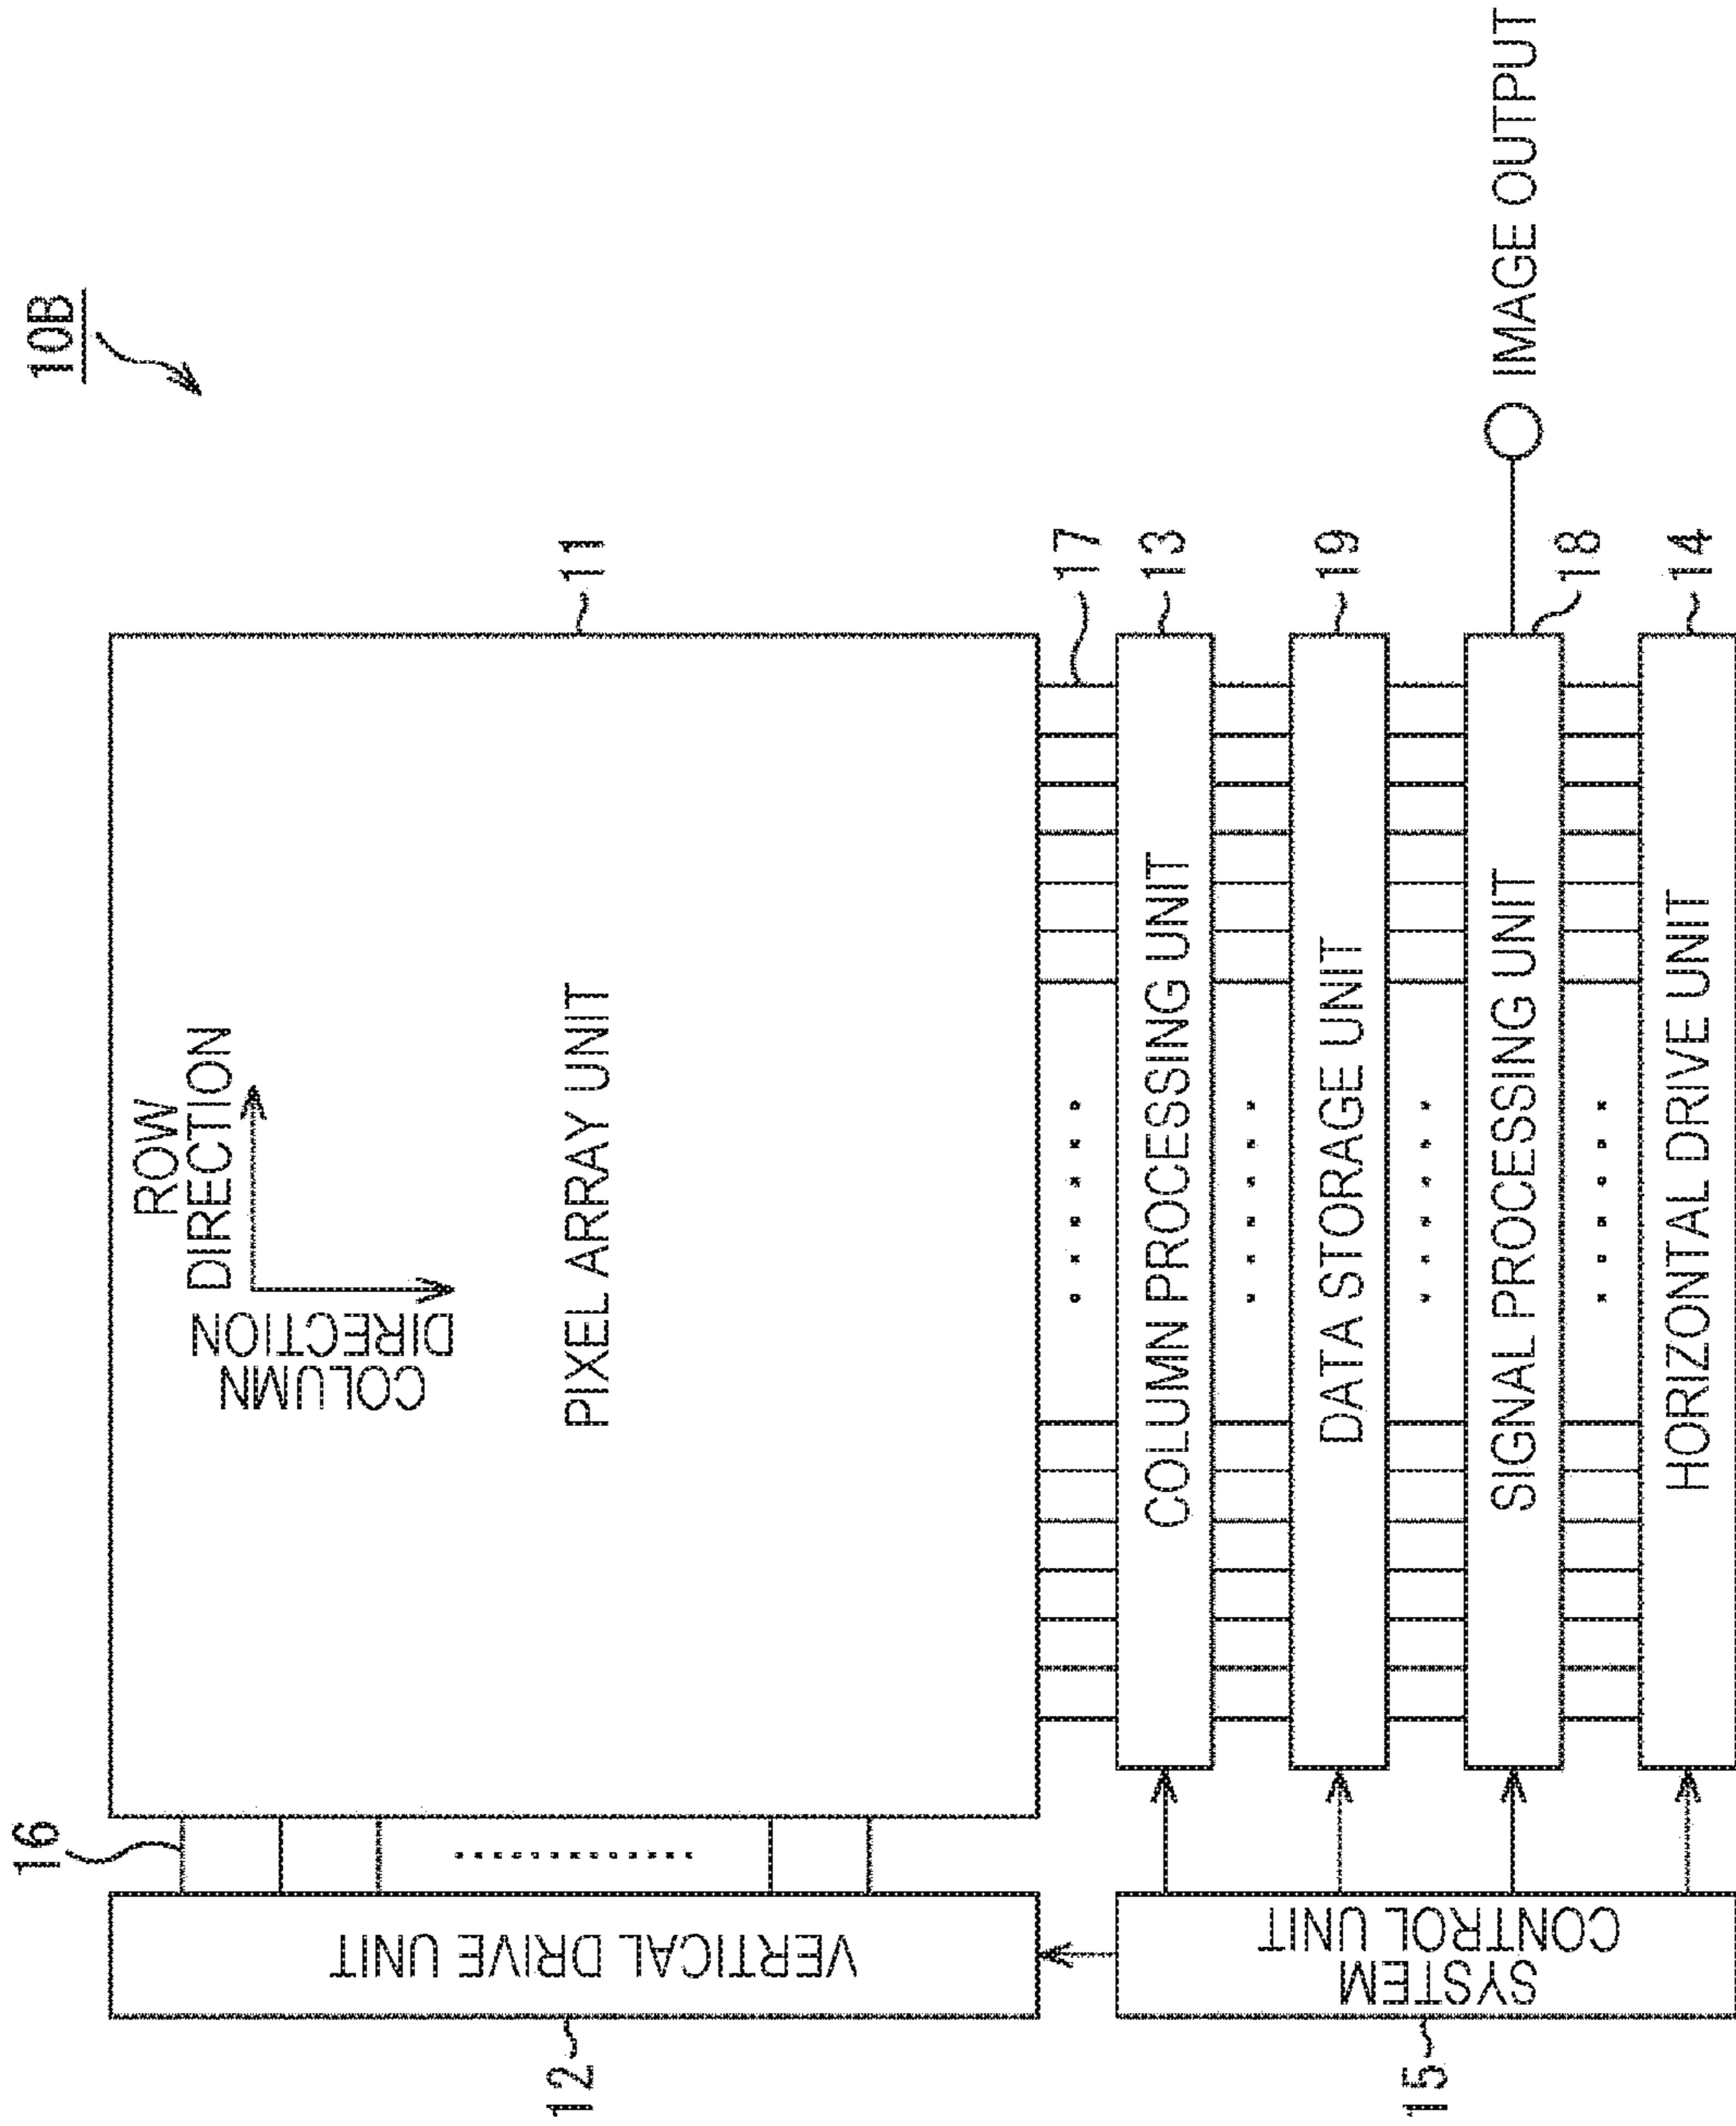 10B
ROW
DIRECTION
COLUMN
DIRECTION
PIXEL ARRAY UNIT
11
16
VERTICAL DRIVE UNIT
12
17
COLUMN PROCESSING UNIT
13
DATA STORAGE UNIT
19
SIGNAL PROCESSING UNIT
18
IMAGE OUTPUT
HORIZONTAL DRIVE UNIT
14
SYSTEM
CONTROL UNIT
15